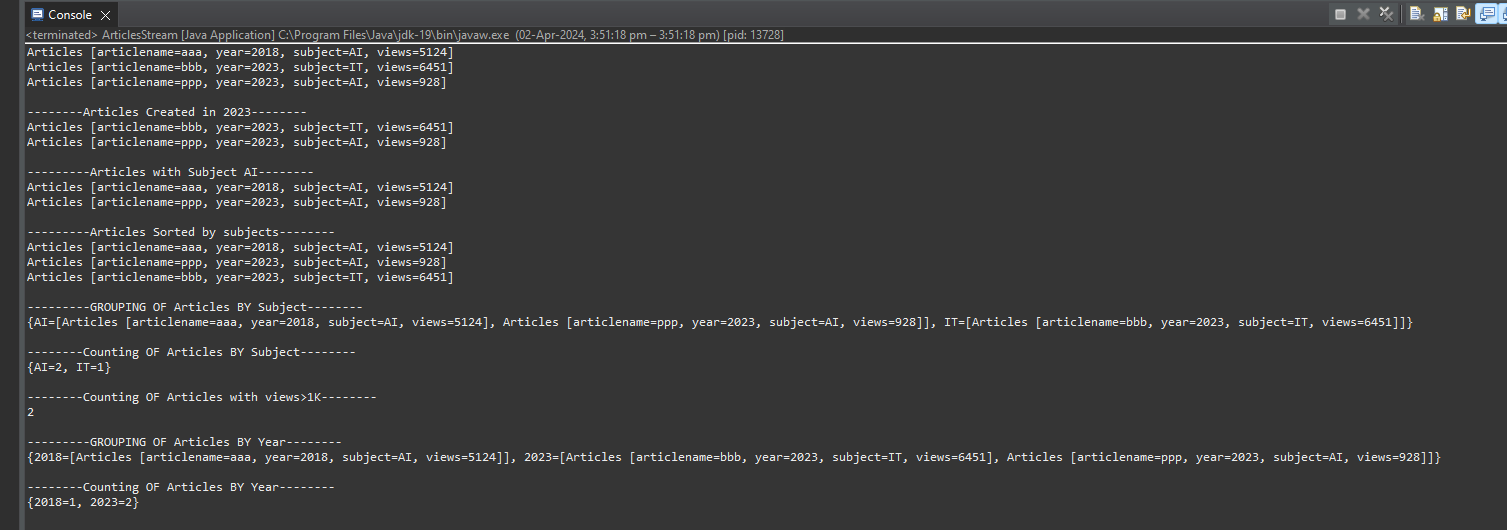 Console
<terminated> ArticlesStream [Java Application] C:\Program Files\Java\jdk-19\bin\javaw.exe (02-Apr-2024, 3:51:18 pm – 3:51:18 pm) [pid: 13728]
Articles [articlename=aaa, year=2018, subject=AI, views=5124]
Articles [articlename=bbb, year=2023, subject=IT, views=6451]
Articles [articlename=ppp, year=2023, subject=AI, views=928]
--------Articles Created in 2023--------
Articles [articlename=bbb, year=2023, subject=IT, views=6451]
Articles [articlename=ppp, year=2023, subject=AI, views=928]
---------Articles with Subject AI--------
Articles [articlename=aaa, year=2018, subject=AI, views=5124]
Articles [articlename=ppp, year=2023, subject=AI, views=928]
---------Articles Sorted by subjects--------
Articles [articlename=aaa, year=2018, subject=AI, views=5124]
Articles [articlename=ppp, year=2023, subject=AI, views=928]
Articles [articlename=bbb, year=2023, subject=IT, views=6451]
---------GROUPING OF Articles BY Subject--------
{AI=[Articles [articlename=aaa, year=2018, subject=AI, views=5124], Articles [articlename=ppp, year=2023, subject=AI, views=928]], IT=[Articles [articlename=bbb, year=2023, subject=IT, views=6451]]}
--------Counting OF Articles BY Subject--------
{AI=2, IT=1}
--------Counting OF Articles with views>1K--------
2
---------GROUPING OF Articles BY Year--------
{2018=[Articles [articlename=aaa, year=2018, subject=AI, views=5124]], 2023=[Articles [articlename=bbb, year=2023, subject=IT, views=6451], Articles [articlename=ppp, year=2023, subject=AI, views=928]]}
--------Counting OF Articles BY Year--------
{2018=1, 2023=2}